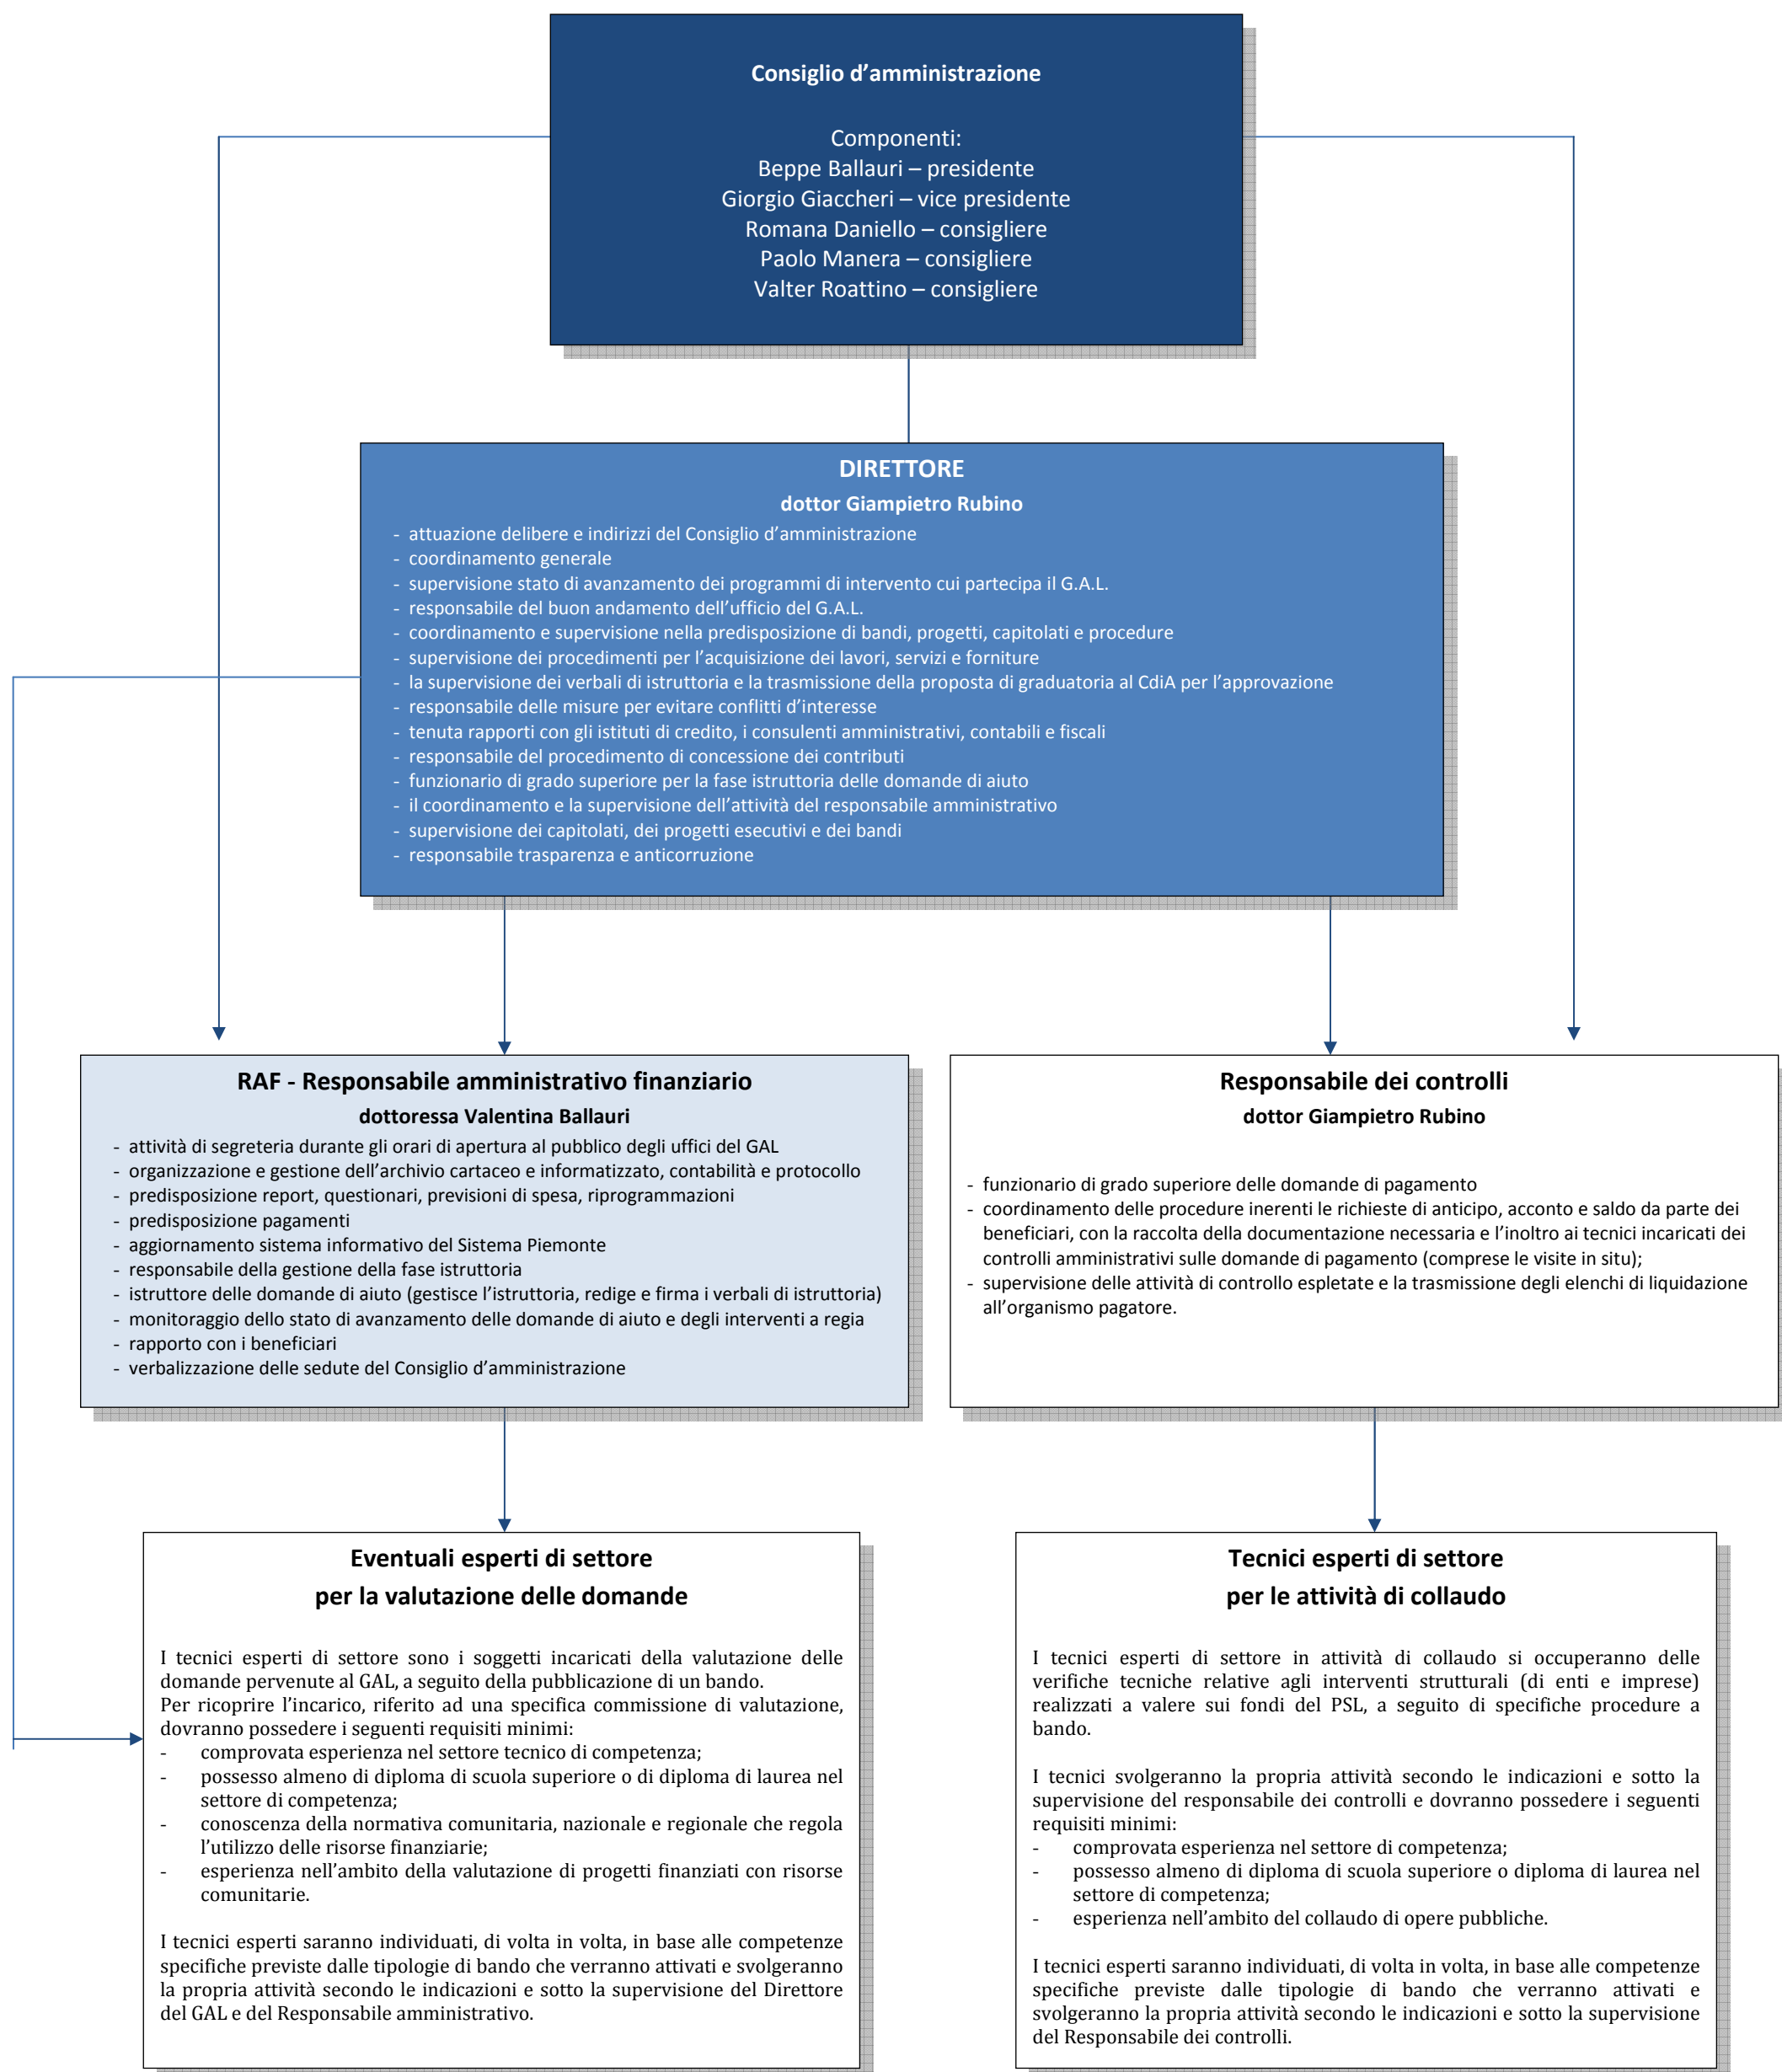 Consiglio d’amministrazione
Componenti:
Beppe Ballauri – presidente
Giorgio Giaccheri – vice presidente
Romana Daniello – consigliere
Paolo Manera – consigliere
Valter Roattino – consigliere
DIRETTORE
dottor Giampietro Rubino
- attuazione delibere e indirizzi del Consiglio d’amministrazione
- coordinamento generale
- supervisione stato di avanzamento dei programmi di intervento cui partecipa il G.A.L.
- responsabile del buon andamento dell’ufficio del G.A.L.
- coordinamento e supervisione nella predisposizione di bandi, progetti, capitolati e procedure
- supervisione dei procedimenti per l’acquisizione dei lavori, servizi e forniture
- la supervisione dei verbali di istruttoria e la trasmissione della proposta di graduatoria al CdiA per l’approvazione
- responsabile delle misure per evitare conflitti d’interesse
- tenuta rapporti con gli istituti di credito, i consulenti amministrativi, contabili e fiscali
- responsabile del procedimento di concessione dei contributi
- funzionario di grado superiore per la fase istruttoria delle domande di aiuto
- il coordinamento e la supervisione dell’attività del responsabile amministrativo
- supervisione dei capitolati, dei progetti esecutivi e dei bandi
- responsabile trasparenza e anticorruzione
RAF - Responsabile amministrativo finanziario
dottoressa Valentina Ballauri
- attività di segreteria durante gli orari di apertura al pubblico degli uffici del GAL
- organizzazione e gestione dell’archivio cartaceo e informatizzato, contabilità e protocollo
- predisposizione report, questionari, previsioni di spesa, riprogrammazioni
- predisposizione pagamenti
- aggiornamento sistema informativo del Sistema Piemonte
- responsabile della gestione della fase istruttoria
- istruttore delle domande di aiuto (gestisce l’istruttoria, redige e firma i verbali di istruttoria)
- monitoraggio dello stato di avanzamento delle domande di aiuto e degli interventi a regia
- rapporto con i beneficiari
- verbalizzazione delle sedute del Consiglio d’amministrazione
Responsabile dei controlli
dottor Giampietro Rubino
- funzionario di grado superiore delle domande di pagamento
- coordinamento delle procedure inerenti le richieste di anticipo, acconto e saldo da parte dei
beneficiari, con la raccolta della documentazione necessaria e l’inoltro ai tecnici incaricati dei
controlli amministrativi sulle domande di pagamento (comprese le visite in situ);
- supervisione delle attività di controllo espletate e la trasmissione degli elenchi di liquidazione
all’organismo pagatore.
Eventuali esperti di settore
per la valutazione delle domande
I tecnici esperti di settore sono i soggetti incaricati della valutazione delle
domande pervenute al GAL, a seguito della pubblicazione di un bando.
Per ricoprire l’incarico, riferito ad una specifica commissione di valutazione,
dovranno possedere i seguenti requisiti minimi:
- comprovata esperienza nel settore tecnico di competenza;
- possesso almeno di diploma di scuola superiore o di diploma di laurea nel
settore di competenza;
- conoscenza della normativa comunitaria, nazionale e regionale che regola
l’utilizzo delle risorse finanziarie;
- esperienza nell’ambito della valutazione di progetti finanziati con risorse
comunitarie.
I tecnici esperti saranno individuati, di volta in volta, in base alle competenze
specifiche previste dalle tipologie di bando che verranno attivati e svolgeranno
la propria attività secondo le indicazioni e sotto la supervisione del Direttore
del GAL e del Responsabile amministrativo.
Tecnici esperti di settore
per le attività di collaudo
I tecnici esperti di settore in attività di collaudo si occuperanno delle
verifiche tecniche relative agli interventi strutturali (di enti e imprese)
realizzati a valere sui fondi del PSL, a seguito di specifiche procedure a
bando.
I tecnici svolgeranno la propria attività secondo le indicazioni e sotto la
supervisione del responsabile dei controlli e dovranno possedere i seguenti
requisiti minimi:
- comprovata esperienza nel settore di competenza;
- possesso almeno di diploma di scuola superiore o diploma di laurea nel
settore di competenza;
- esperienza nell’ambito del collaudo di opere pubbliche.
I tecnici esperti saranno individuati, di volta in volta, in base alle competenze
specifiche previste dalle tipologie di bando che verranno attivati e
svolgeranno la propria attività secondo le indicazioni e sotto la supervisione
del Responsabile dei controlli.